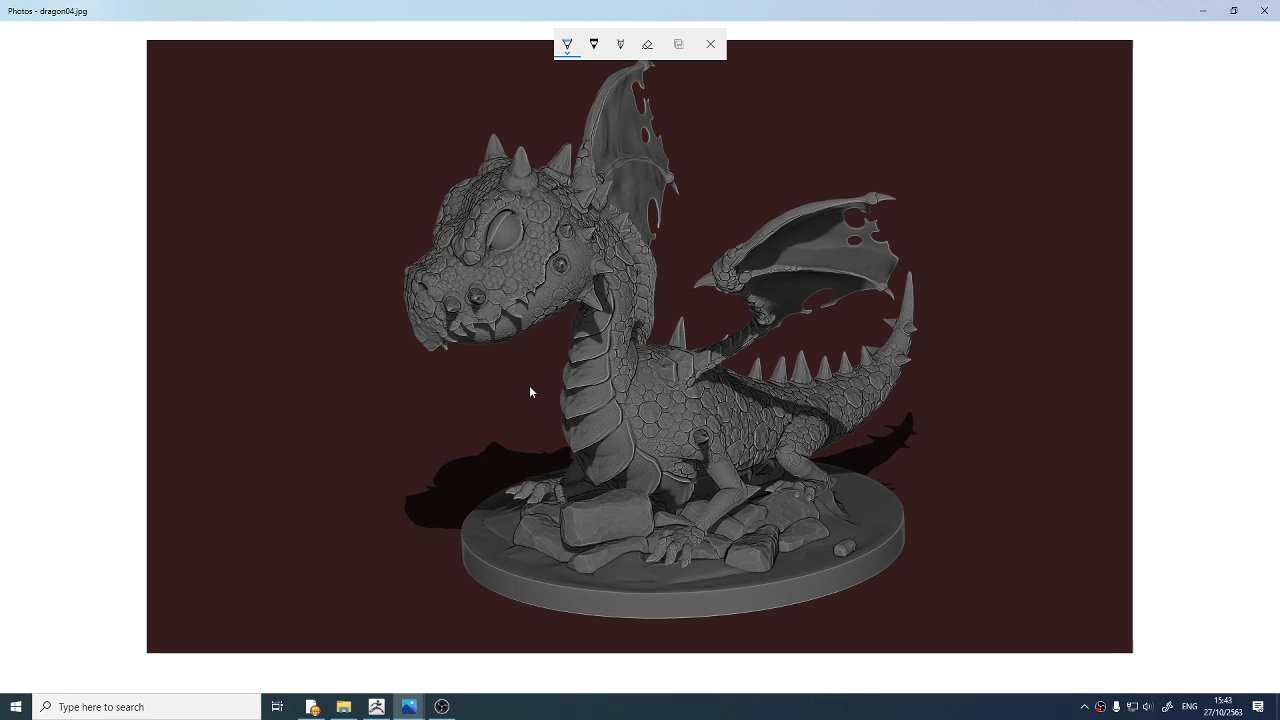 Photos - dragon04.jpg
Type here to search
ENG
15:43
27/10/2563